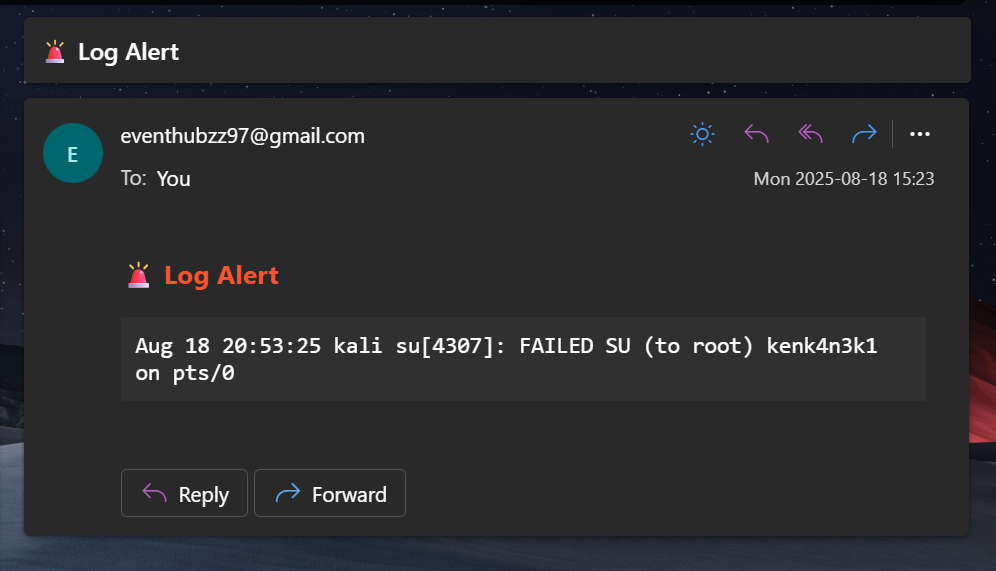 🚨 Log Alert
E
eventhubzz97@gmail.com
To: You
Mon 2025-08-18 15:23
🚨 Log Alert
Aug 18 20:53:25 kali su[4307]: FAILED SU (to root) kenk4n3k1
on pts/0
Reply
Forward